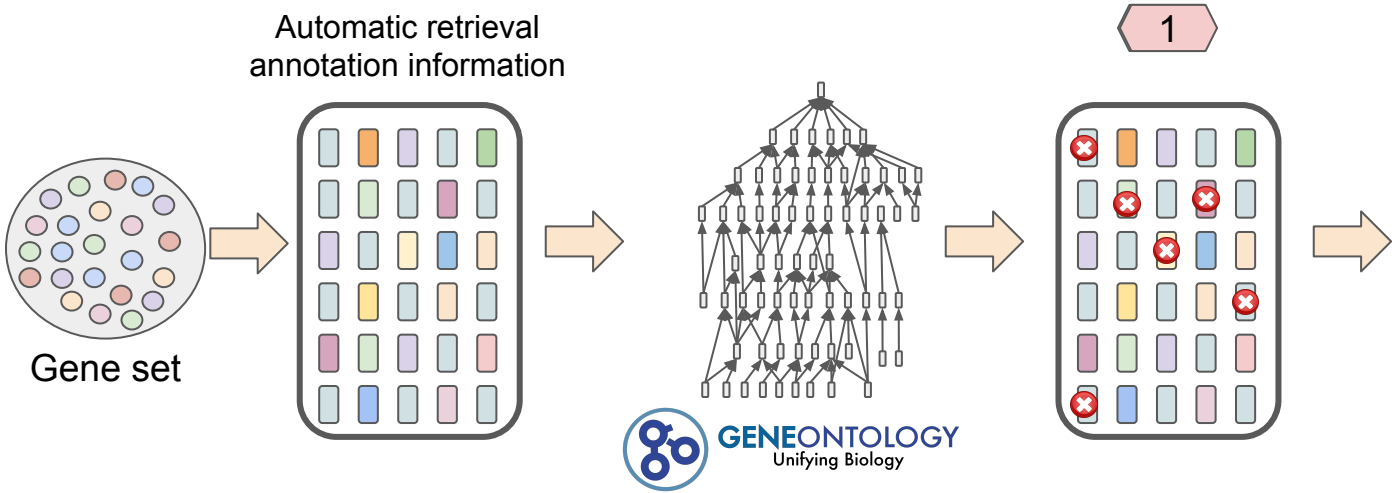 Automatic retrieval
annotation information
1
Gene set
GENEONTOLOGY
Unifying Biology